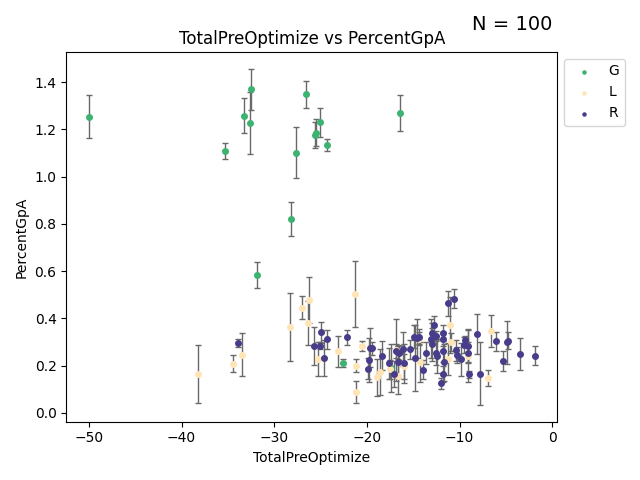 N = 100
TotalPreOptimize vs PercentGpA
G
L
R
PercentGpA
1.4
1.2
1.0
0.8
0.6
0.4
0.2
0.0
−50 −40 −30 −20 −10 0
TotalPreOptimize